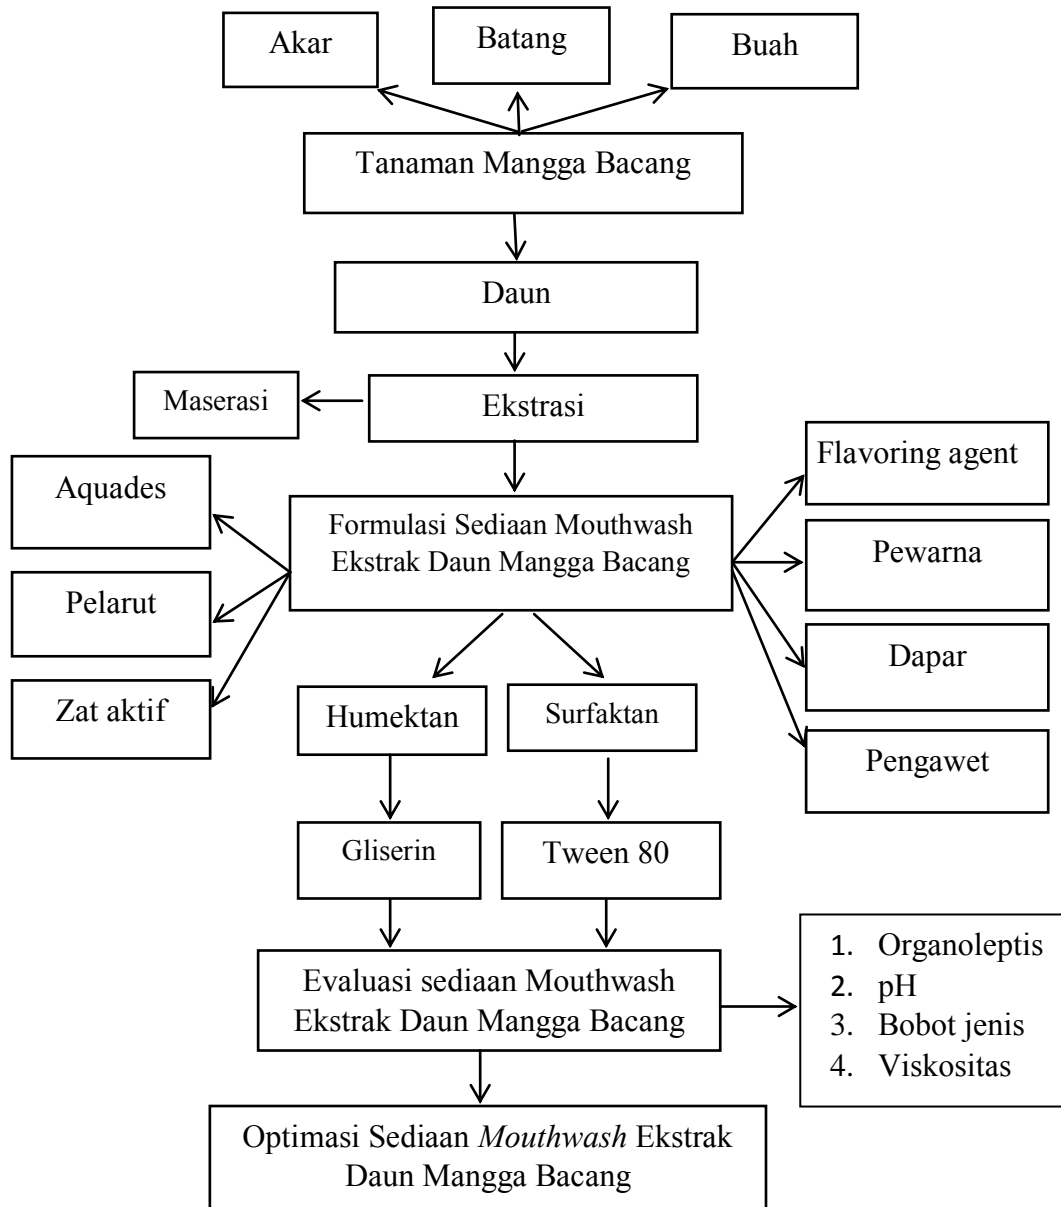 Akar
Batang
Buah
Tanaman Mangga Bacang
Daun
Maserasi
Ekstrasi
Aquades
Flavoring agent
Formulasi Sediaan Mouthwash
Ekstrak Daun Mangga Bacang
Pewarna
Pelarut
Dapar
Zat aktif
Humektan
Surfaktan
Pengawet
Gliserin
Tween 80
Evaluasi sediaan Mouthwash
Ekstrak Daun Mangga Bacang
1. Organoleptis
2. pH
3. Bobot jenis
4. Viskositas
Optimasi Sediaan Mouthwash Ekstrak
Daun Mangga Bacang